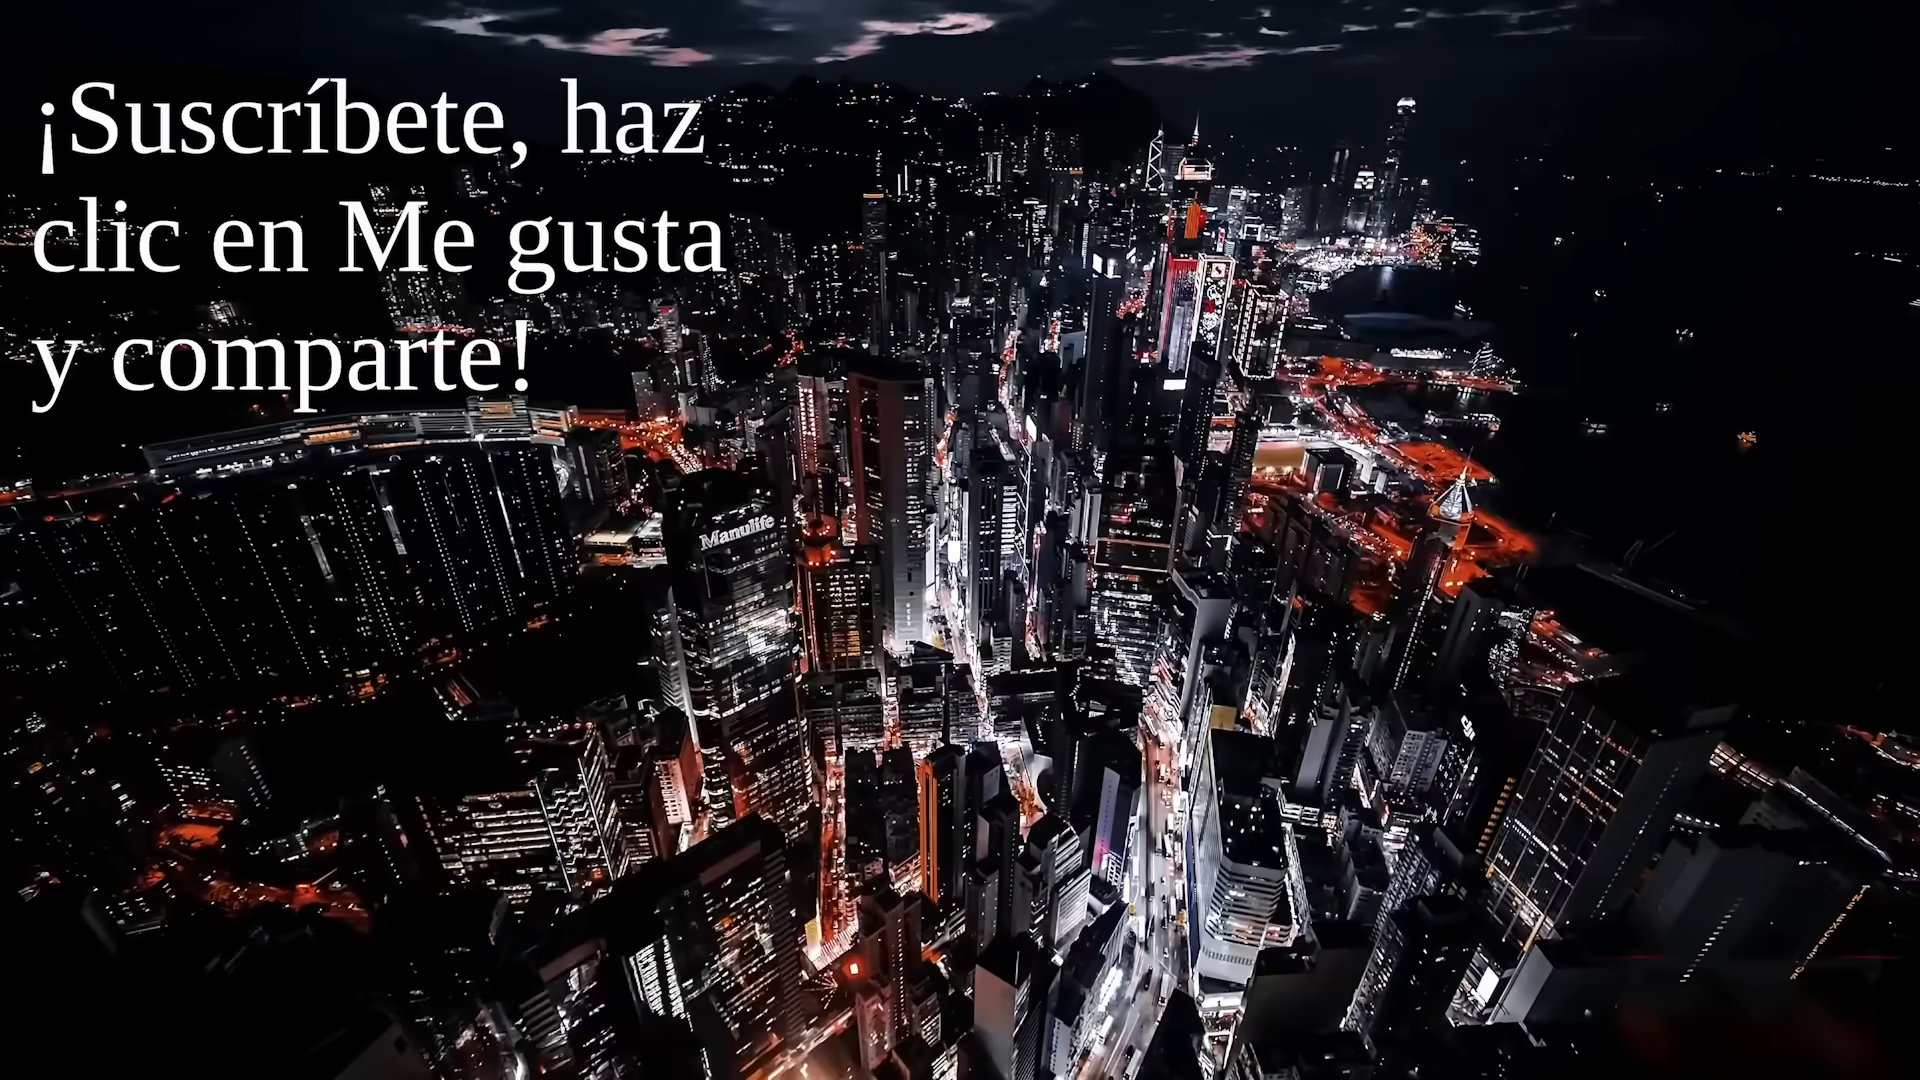 ¡Suscríbete, haz
clic en Me gusta
y comparte!
Manulife